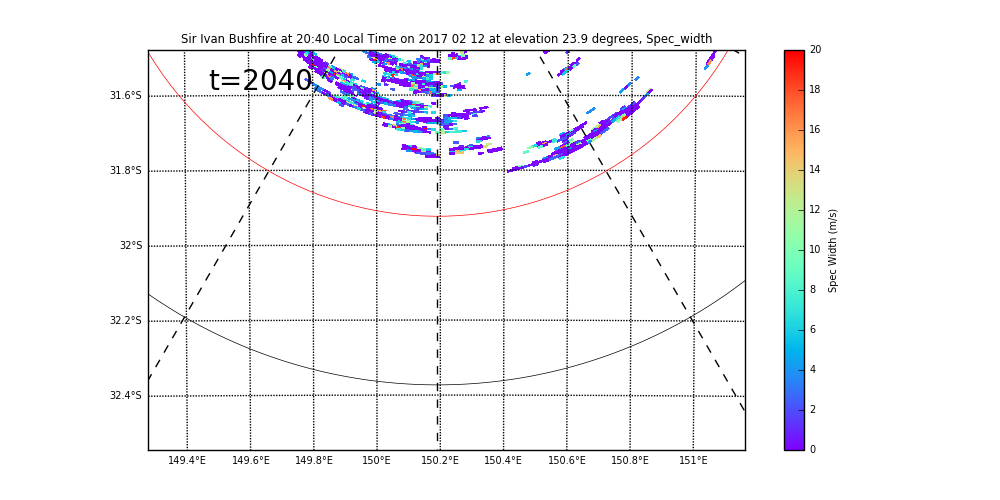 Sir Ivan Bushfire at 20:40 Local Time on 2017 02 12 at elevation 23.9 degrees, Spec_width
t=2040
31.6°S
31.8°S
32°S
32.2°S
32.4°S
149.4°E 149.6°E 149.8°E 150°E 150.2°E 150.4°E 150.6°E 150.8°E 151°E
20
18
16
14
12
10
8
6
4
2
0
Spec Width (m/s)